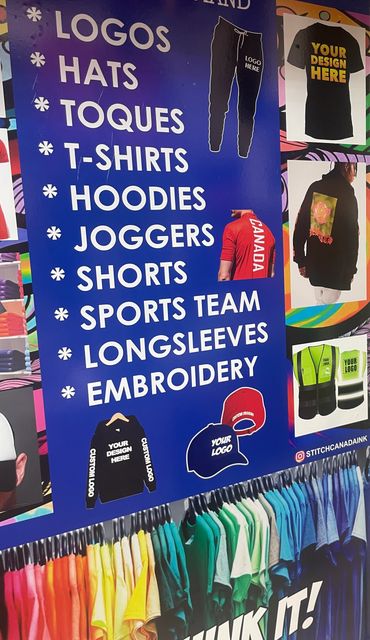 * LOGOS
* HATS
* TOQUES
* T-SHIRTS
* HOODIES
* JOGGERS
* SHORTS
* SPORTS TEAM
* LONGSLEEVES
* EMBROIDERY
LOGO
HERE
YOUR
DESIGN
HERE
CANADA
YOUR
LOGO
YOUR
DESIGN
HERE
CUSTOM LOGO
CUSTOM LOGO
YOUR
LOGO
STITCHCANADAINK
INK IT!